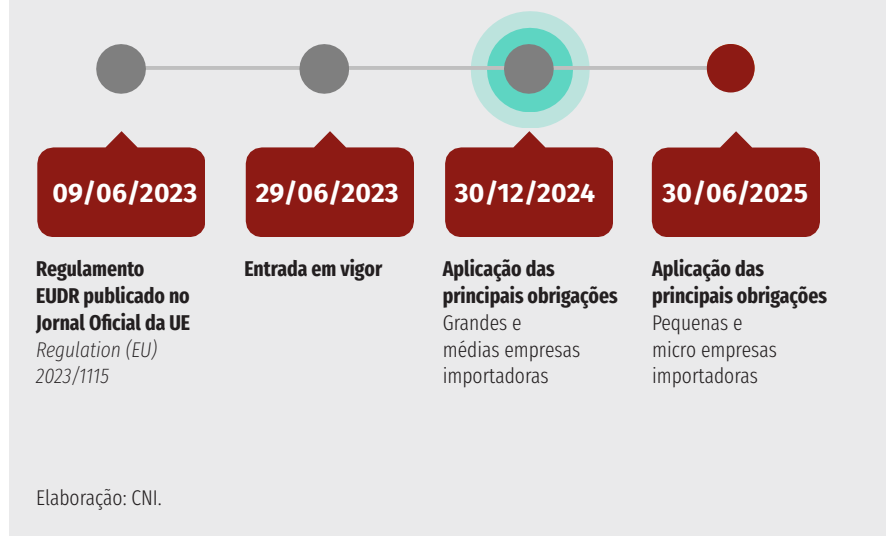 09/06/2023
29/06/2023
30/12/2024
30/06/2025
Regulamento
EUDR publicado no
Jornal Oficial da UE
Regulation (EU)
2023/1115
Entrada em vigor
Aplicação das
principais obrigações
Grandes e
médias empresas
importadoras
Aplicação das
principais obrigações
Pequenas e
micro empresas
importadoras
Elaboração: CNI.